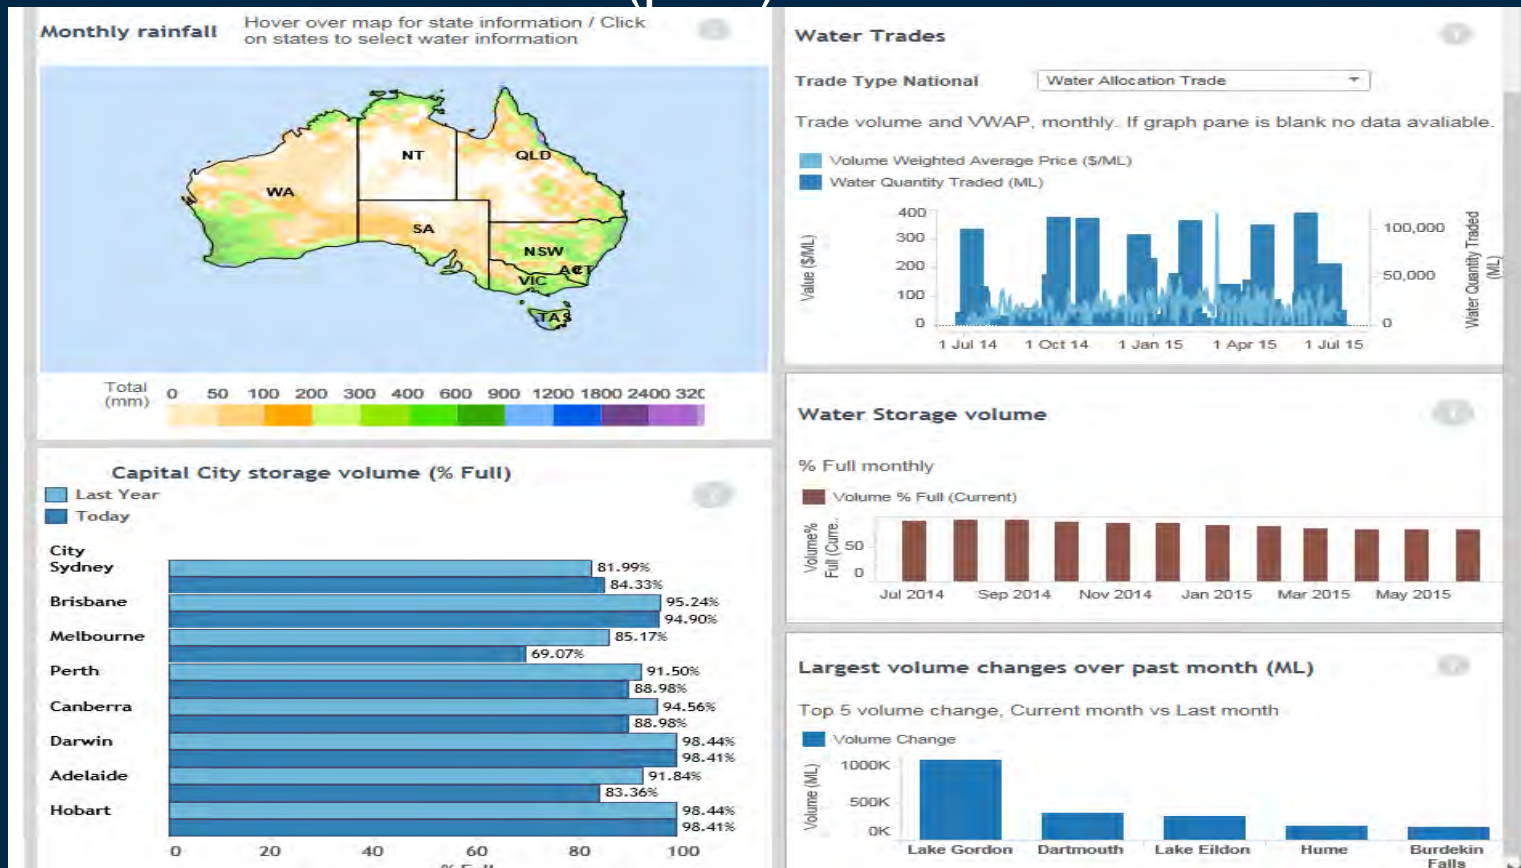 Monthly rainfall
Hover over map for state information / Click
on states to select water information
NT
QLD
WA
SA
NSW
ACT
VIC
TAS
Total
(mm)
0 50 100 200 300 400 600 900 1200 1800 2400 320
Capital City storage volume (% Full)
Last Year
Today
City
Sydney
81.99%
84.33%
Brisbane
95.24%
94.90%
Melbourne
85.17%
69.07%
Perth
91.50%
88.98%
Canberra
94.56%
88.98%
Darwin
98.44%
98.41%
Adelaide
91.84%
83.36%
Hobart
98.44%
98.41%
0 20 40 60 80 100
Water Trades
Trade Type National
Water Allocation Trade
Trade volume and VWAP, monthly. If graph pane is blank no data avaliable.
Volume Weighted Average Price ($/ML)
Water Quantity Traded (ML)
Value ($/ML)
400
300
200
100
0
100,000
50,000
0
Water Quantity Traded
(ML)
1 Jul 14 1 Oct 14 1 Jan 15 1 Apr 15 1 Jul 15
Water Storage volume
% Full monthly
Volume % Full (Current)
Volume%
Full (Curre..
50
0
Jul 2014 Sep 2014 Nov 2014 Jan 2015 Mar 2015 May 2015
Largest volume changes over past month (ML)
Top 5 volume change, Current month vs Last month
Volume Change
Volume (ML)
1000K
500K
0K
Lake Gordon Dartmouth Lake Eildon Hume Burdekin
Falls